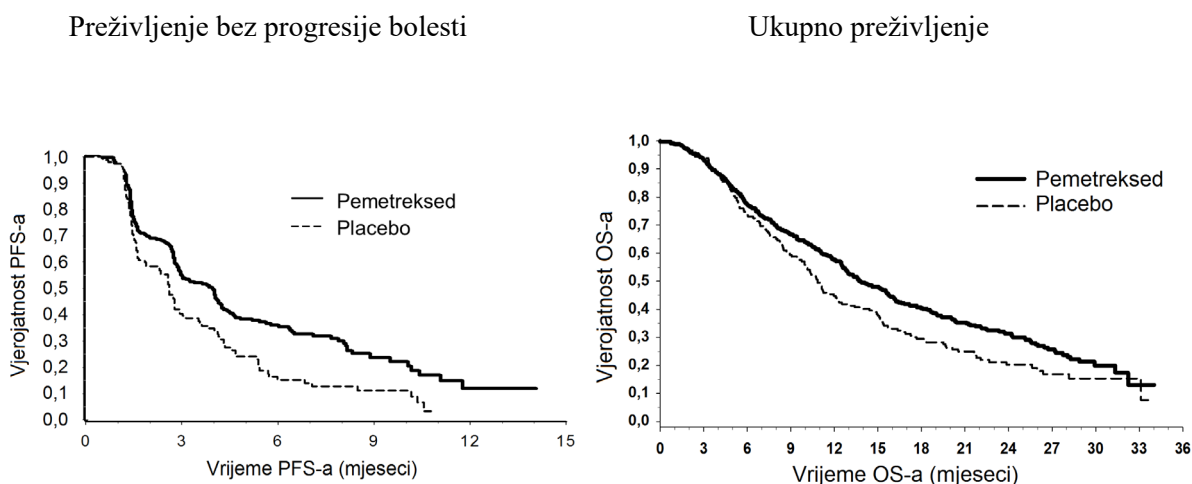 Preživljenje bez progresije bolesti
Ukupno preživljenje
Vjerojatnost PFS-a
1,0
0,9
0,8
0,7
0,6
0,5
0,4
0,3
0,2
0,1
0,0
Pemetreksed
Placebo
0 3 6 9 12 15
Vrijeme PFS-a (mjeseci)
Vjerojatnost OS-a
1,0
0,9
0,8
0,7
0,6
0,5
0,4
0,3
0,2
0,1
0,0
Pemetreksed
Placebo
0 3 6 9 12 15 18 21 24 27 30 33 36
Vrijeme OS-a (mjeseci)